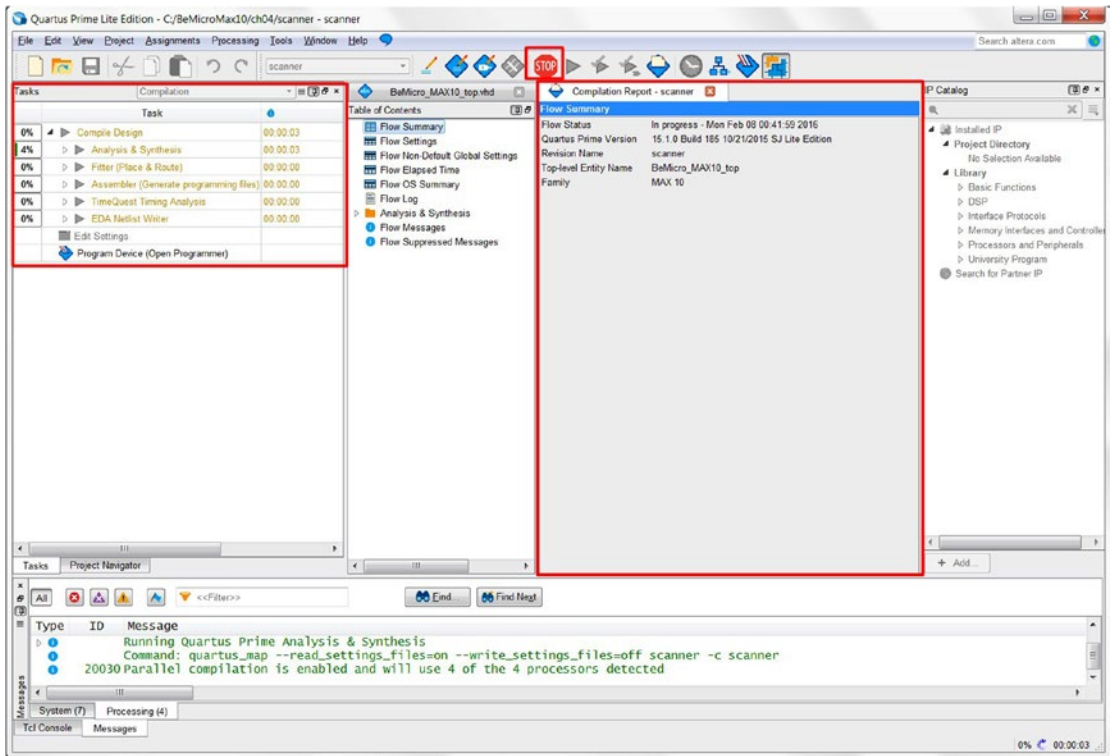 Quartus Prime Lite Edition - C:/BeMicroMax10/ch04/scanner - scanner
File Edit View Project Assignments Processing Tools Window Help
Search altera.com
scanner
STOP
Tasks
Compilation
Task
0% Compile Design 00:00:03
4% Analysis & Synthesis 00:00:03
0% Fitter (Place & Route) 00:00:00
0% Assembler (Generate programming files) 00:00:00
0% TimeQuest Timing Analysis 00:00:00
0% EDA Netlist Writer 00:00:00
Edit Settings
Program Device (Open Programmer)
Tasks Project Navigator
BeMicro_MAX10_top.vhd
Table of Contents
Flow Summary
Flow Settings
Flow Non-Default Global Settings
Flow Elapsed Time
Flow OS Summary
Flow Log
Analysis & Synthesis
Flow Messages
Flow Suppressed Messages
Compilation Report - scanner
Flow Summary
Flow Status In progress - Mon Feb 08 00:41:59 2016
Quartus Prime Version 15.1.0 Build 185 10/21/2015 SJ Lite Edition
Revision Name scanner
Top-level Entity Name BeMicro_MAX10_top
Family MAX 10
IP Catalog
Installed IP
Project Directory
No Selection Available
Library
Basic Functions
DSP
Interface Protocols
Memory Interfaces and Controller
Processors and Peripherals
University Program
Search for Partner IP
+ Add...
All
<<Filter>>
Find...
Find Next
Type ID Message
Running Quartus Prime Analysis & Synthesis
Command: quartus_map --read_settings_files=on --write_settings_files=off scanner -c scanner
20030 Parallel compilation is enabled and will use 4 of the 4 processors detected
Messages
System (7) Processing (4)
Tcl Console Messages
0% 00:00:03